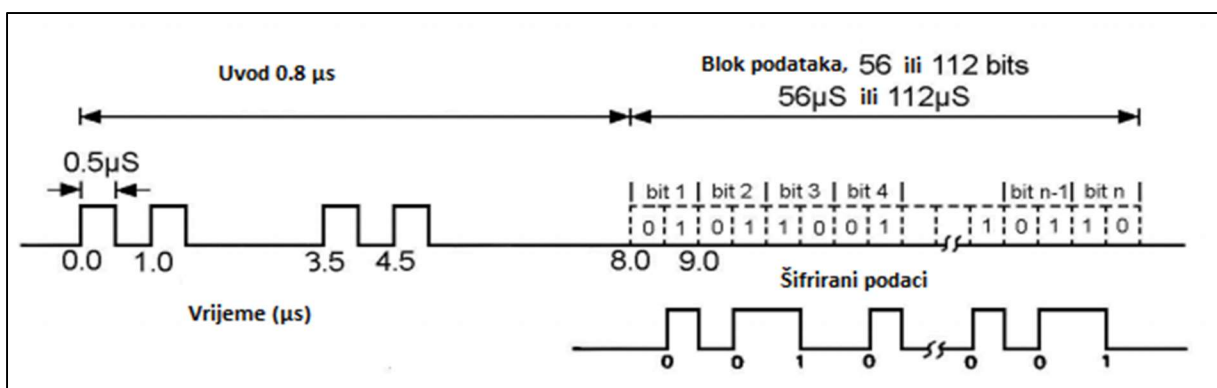 Uvod 0.8 µs
Blok podataka, 56 ili 112 bits
56µS ili 112µS
0.5µS
bit 1 bit 2 bit 3 bit 4 bit n-1 bit n
0 1 0 1 1 0 0 1 1 0 1 1 0
0.0 1.0 3.5 4.5 8.0 9.0
Šifrirani podaci
Vrijeme (µs)
0 0 1 0 0 0 1